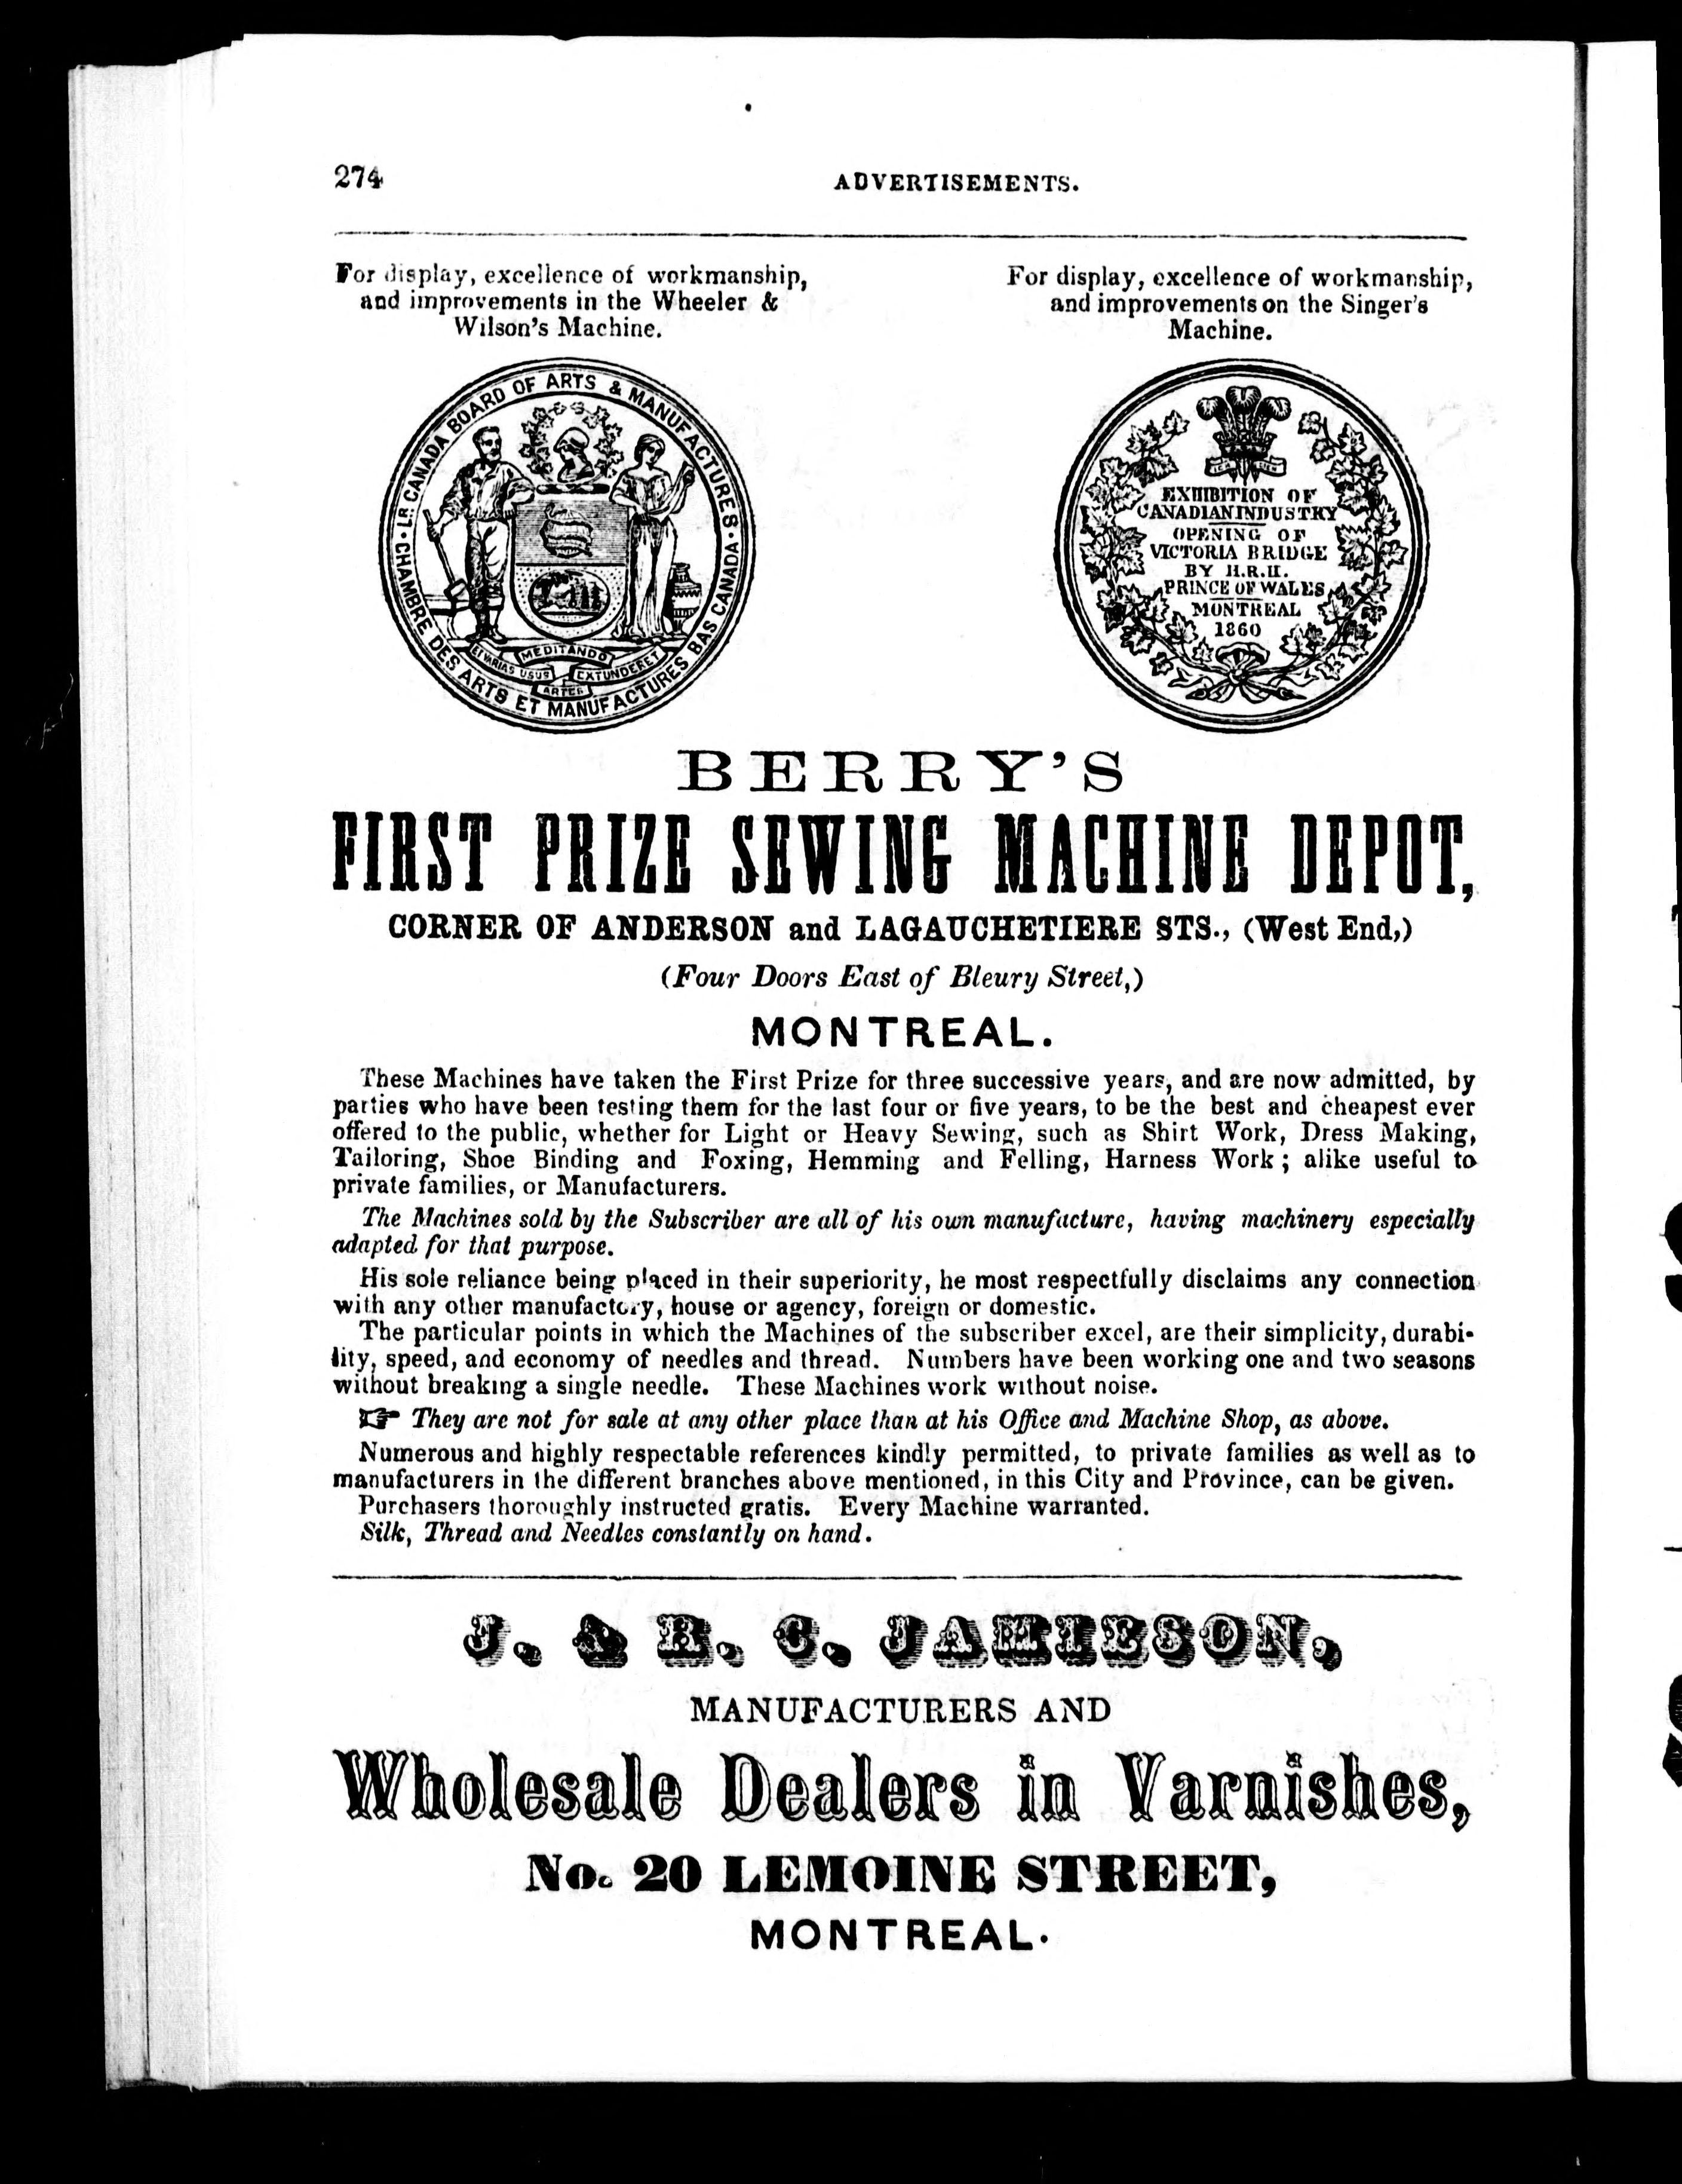 274
ADVERTISEMENTS.
For display, excellence of workmanship,
and improvements in the Wheeler &
Wilson's Machine.
For display, excellence of workmanship,
and improvements on the Singer's
Machine.
LR. CANADA BOARD OF ARTS & MANUFACTURES
CHAMBRE DES ARTS ET MANUFACTURES BAS CANADA
MEDITANDO
ET VARIAS USUS EXTUNDERET
ARTES
EXHIBITION OF
CANADIAN INDUSTRY
OPENING OF
VICTORIA BRIDGE
BY H.R.H.
PRINCE OF WALES
MONTREAL
1860
BERRY'S
FIRST PRIZE SEWING MACHINE DEPOT,
CORNER OF ANDERSON and LAGAUCHETIERE STS., (West End,)
(Four Doors East of Bleury Street,)
MONTREAL.
These Machines have taken the First Prize for three successive years, and are now admitted, by
parties who have been testing them for the last four or five years, to be the best and cheapest ever
offered to the public, whether for Light or Heavy Sewing, such as Shirt Work, Dress Making,
Tailoring, Shoe Binding and Foxing, Hemming and Felling, Harness Work; alike useful to
private families, or Manufacturers.
The Machines sold by the Subscriber are all of his own manufacture, having machinery especially
adapted for that purpose.
His sole reliance being placed in their superiority, he most respectfully disclaims any connection
with any other manufactory, house or agency, foreign or domestic.
The particular points in which the Machines of the subscriber excel, are their simplicity, durabi-
lity, speed, and economy of needles and thread. Numbers have been working one and two seasons
without breaking a single needle. These Machines work without noise.
☞ They are not for sale at any other place than at his Office and Machine Shop, as above.
Numerous and highly respectable references kindly permitted, to private families as well as to
manufacturers in the different branches above mentioned, in this City and Province, can be given.
Purchasers thoroughly instructed gratis. Every Machine warranted.
Silk, Thread and Needles constantly on hand.
J. & R. C. JAMIESON,
MANUFACTURERS AND
Wholesale Dealers in Varnishes,
No. 20 LEMOINE STREET,
MONTREAL.